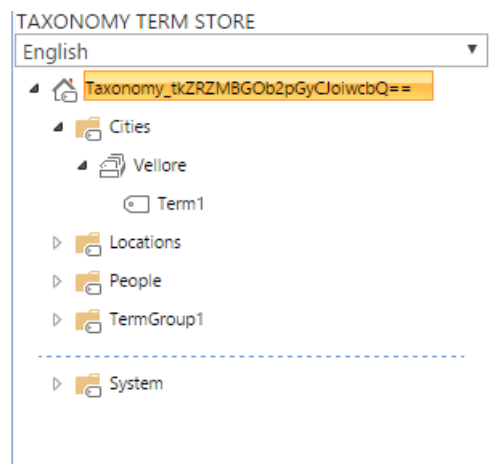 TAXONOMY TERM STORE
English
Taxonomy_tkZRZMBGOb2pGyCJoiwcbQ==
Cities
Vellore
Term1
Locations
People
TermGroup1
System